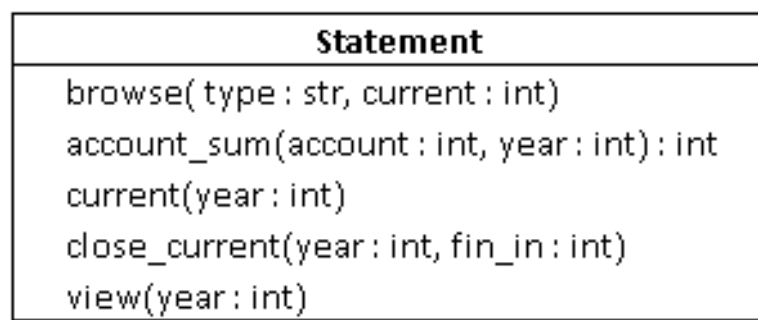 Statement
browse( type : str, current : int)
account_sum(account : int, year : int) : int
current(year : int)
close_current(year : int, fin_in : int)
view(year : int)